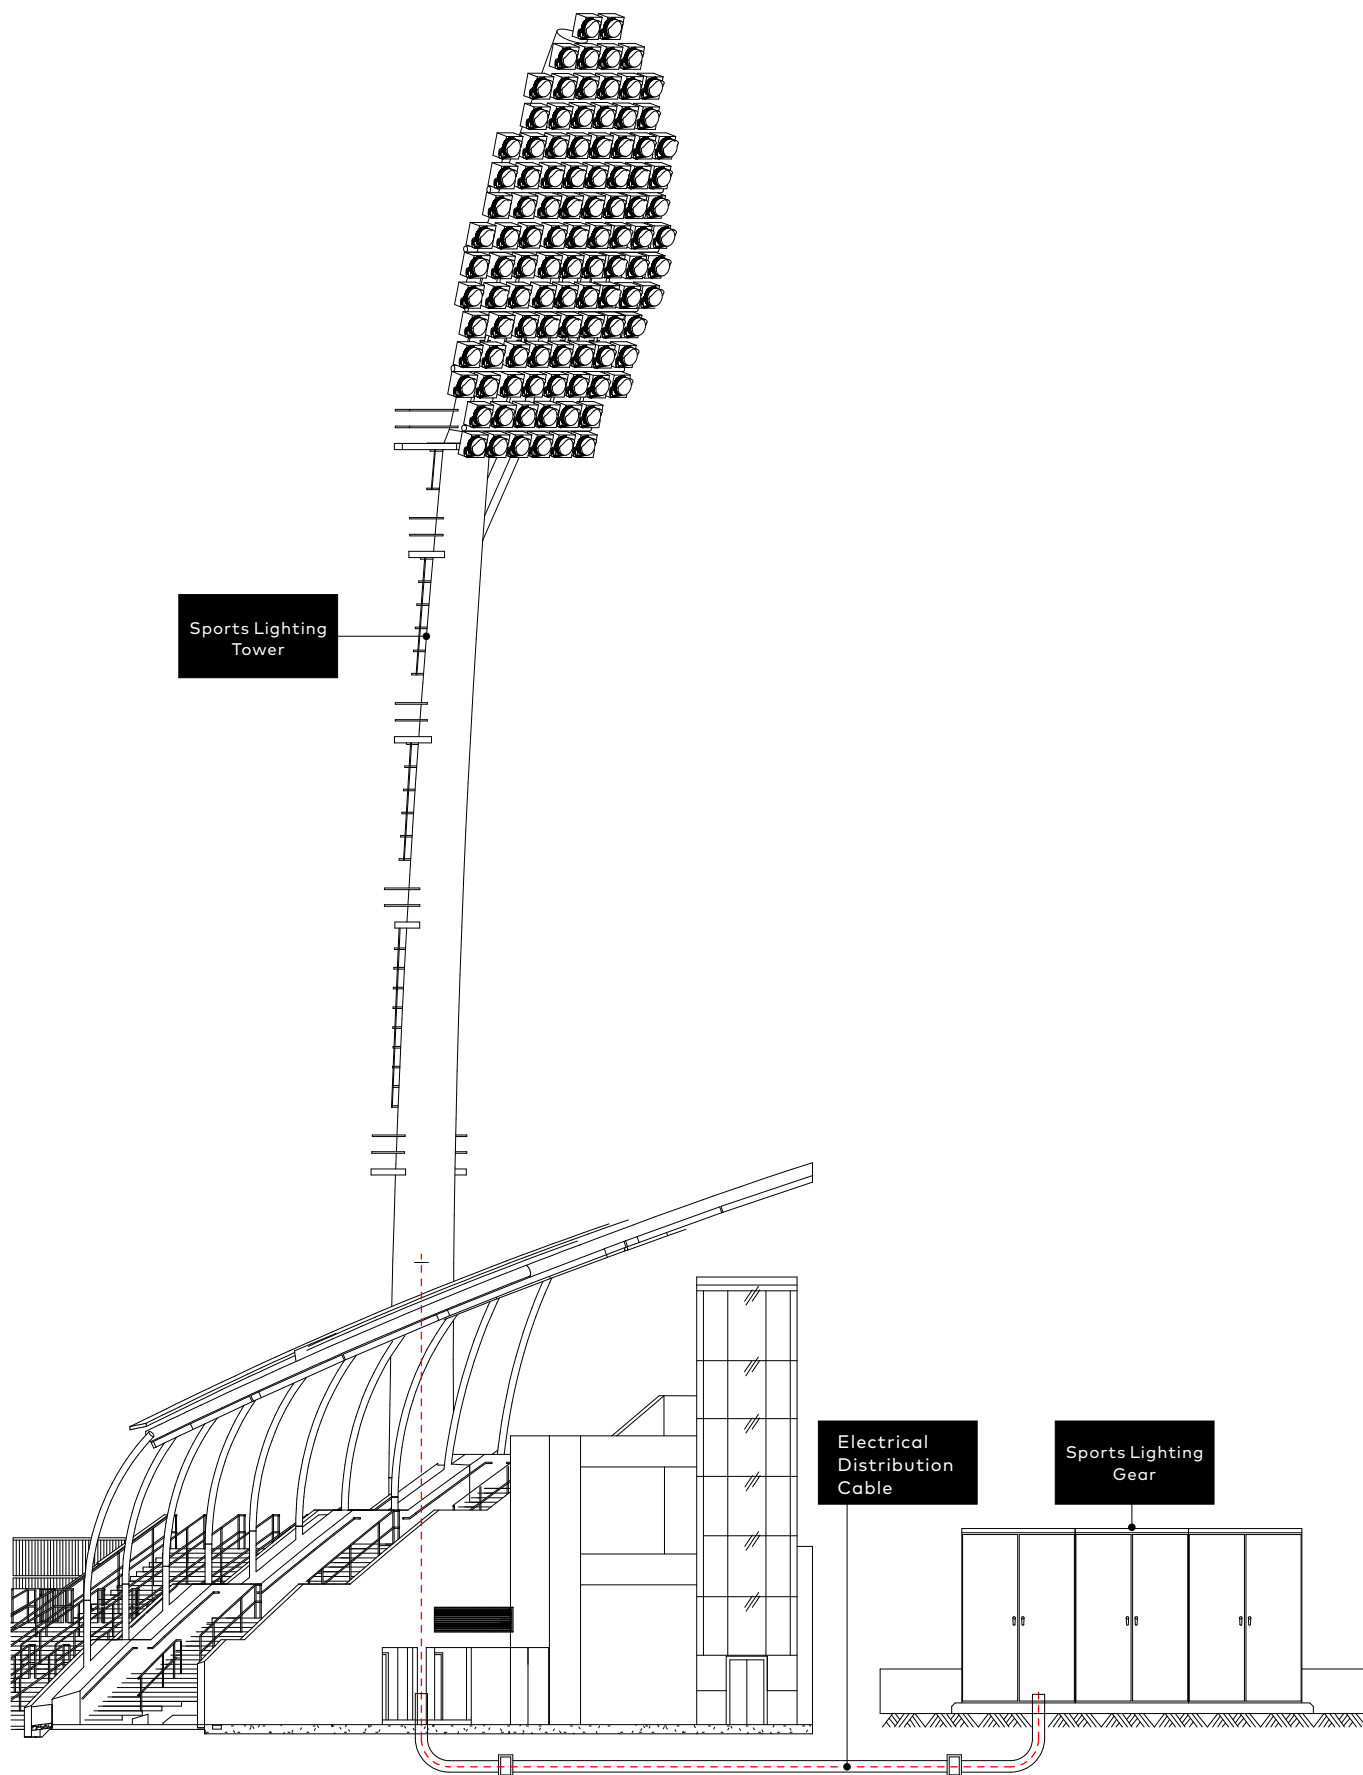 Sports Lighting
Tower
Electrical
Distribution
Cable
Sports Lighting
Gear